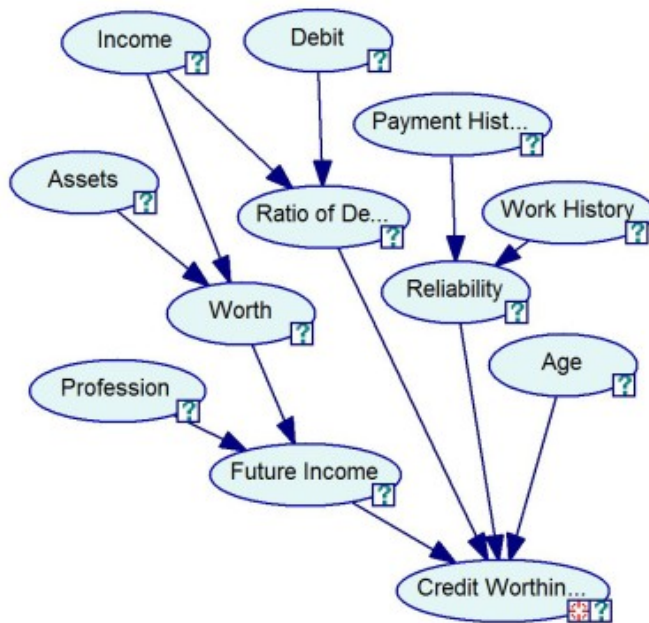 Income
Debit
Payment Hist...
Assets
Ratio of De...
Work History
Reliability
Worth
Age
Profession
Future Income
Credit Worthin...